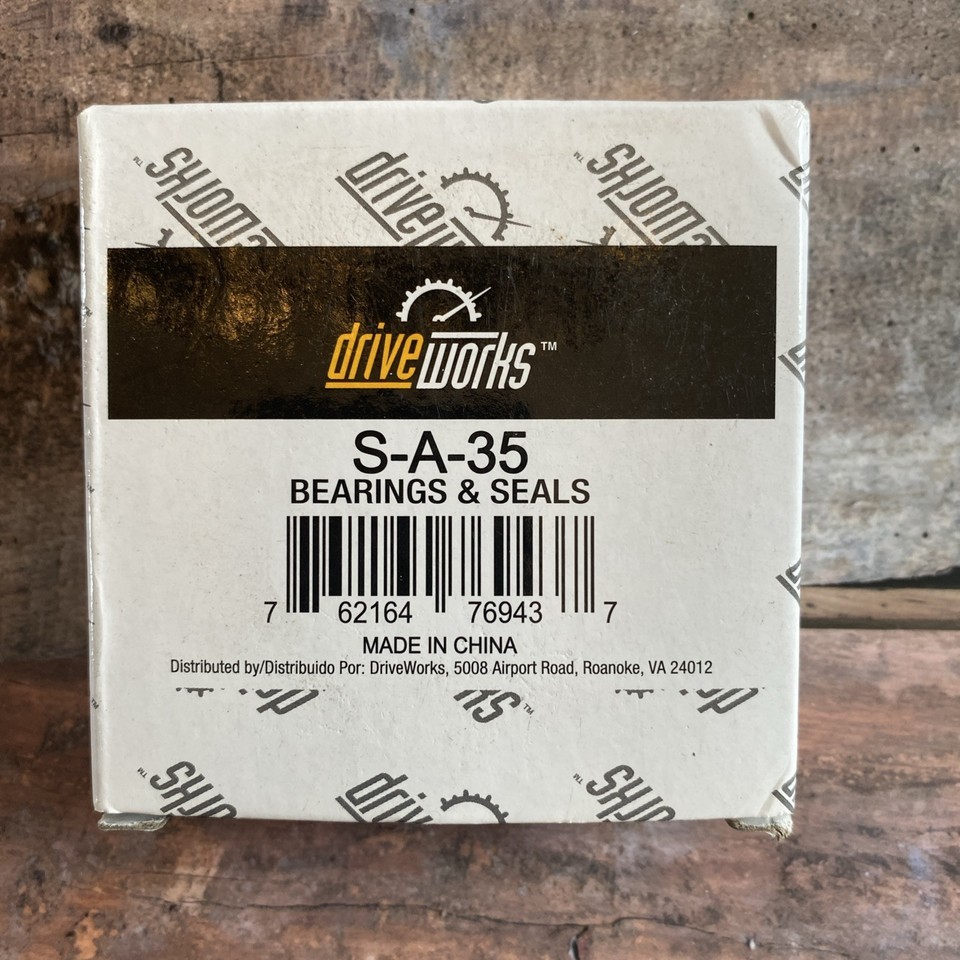 driveworks™
S-A-35
BEARINGS & SEALS
7 62164 76943 7
MADE IN CHINA
Distributed by/Distribuido Por: DriveWorks, 5008 Airport Road, Roanoke, VA 24012